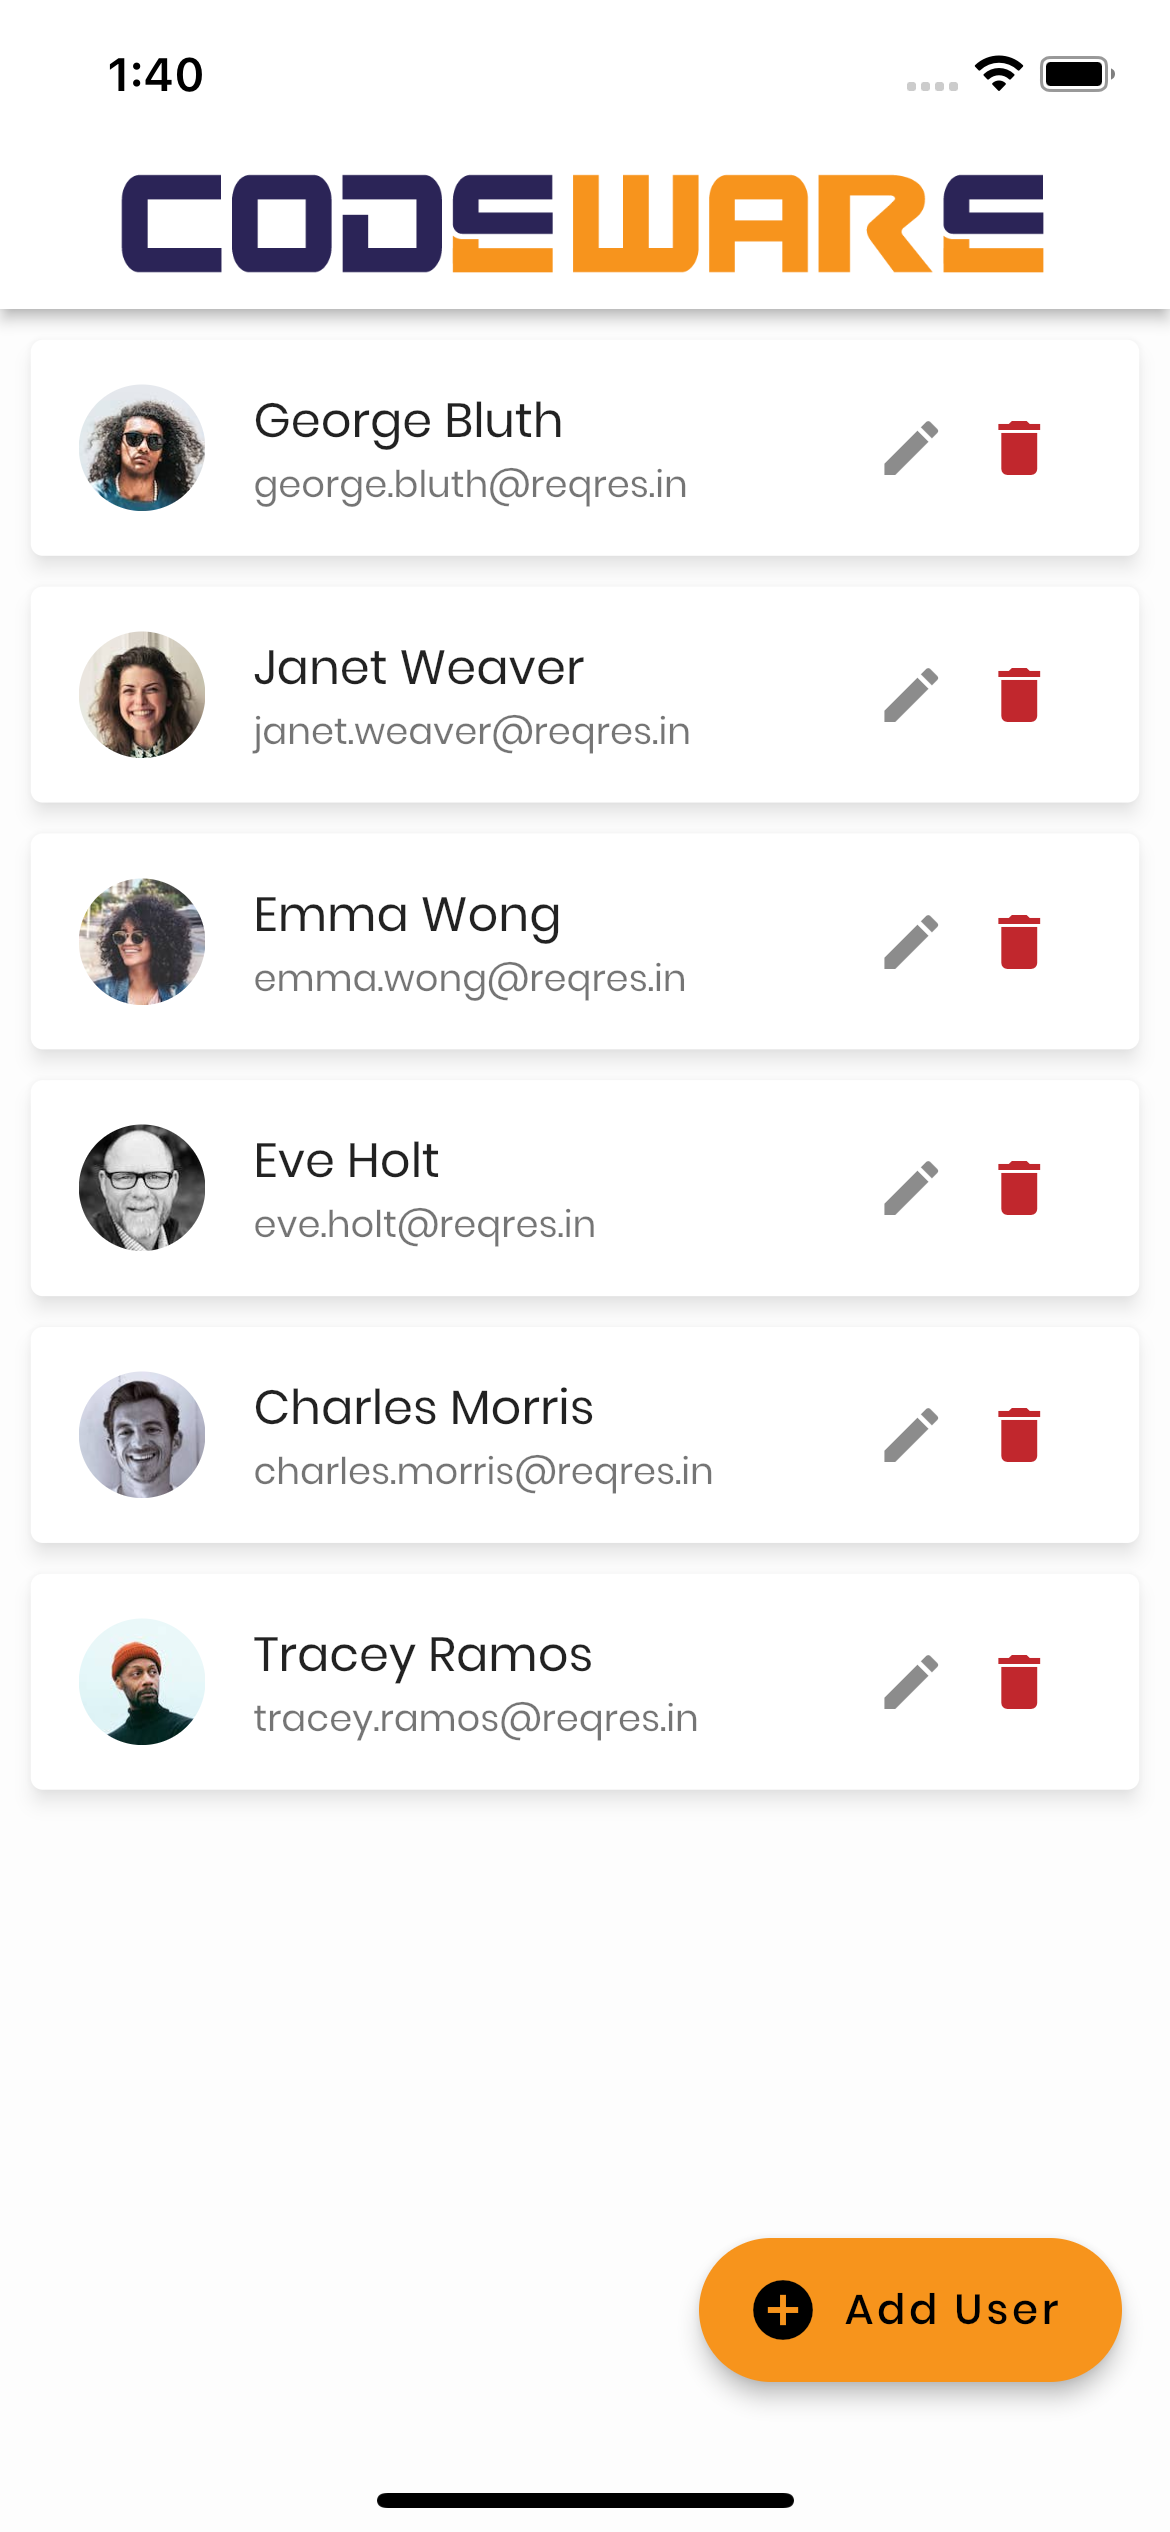 1:40
CODEWARE
George Bluth
george.bluth@reqres.in
Janet Weaver
janet.weaver@reqres.in
Emma Wong
emma.wong@reqres.in
Eve Holt
eve.holt@reqres.in
Charles Morris
charles.morris@reqres.in
Tracey Ramos
tracey.ramos@reqres.in
Add User